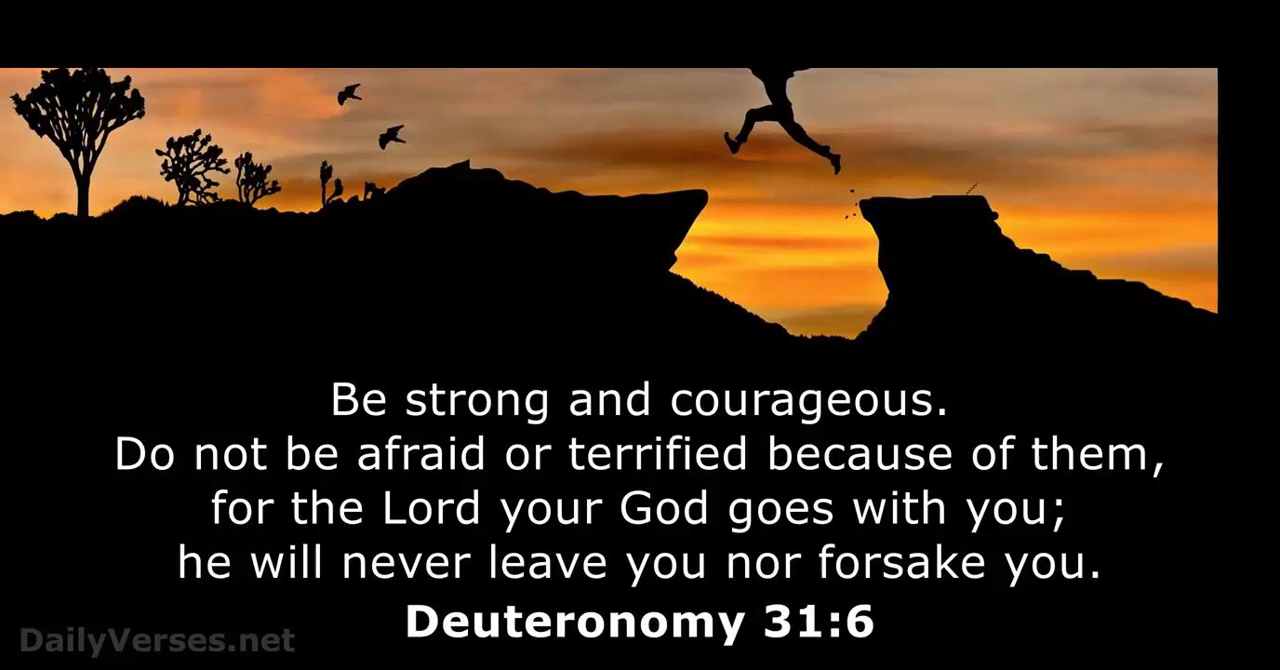 Be strong and courageous.
Do not be afraid or terrified because of them,
for the Lord your God goes with you;
he will never leave you nor forsake you.
Deuteronomy 31:6
DailyVerses.net